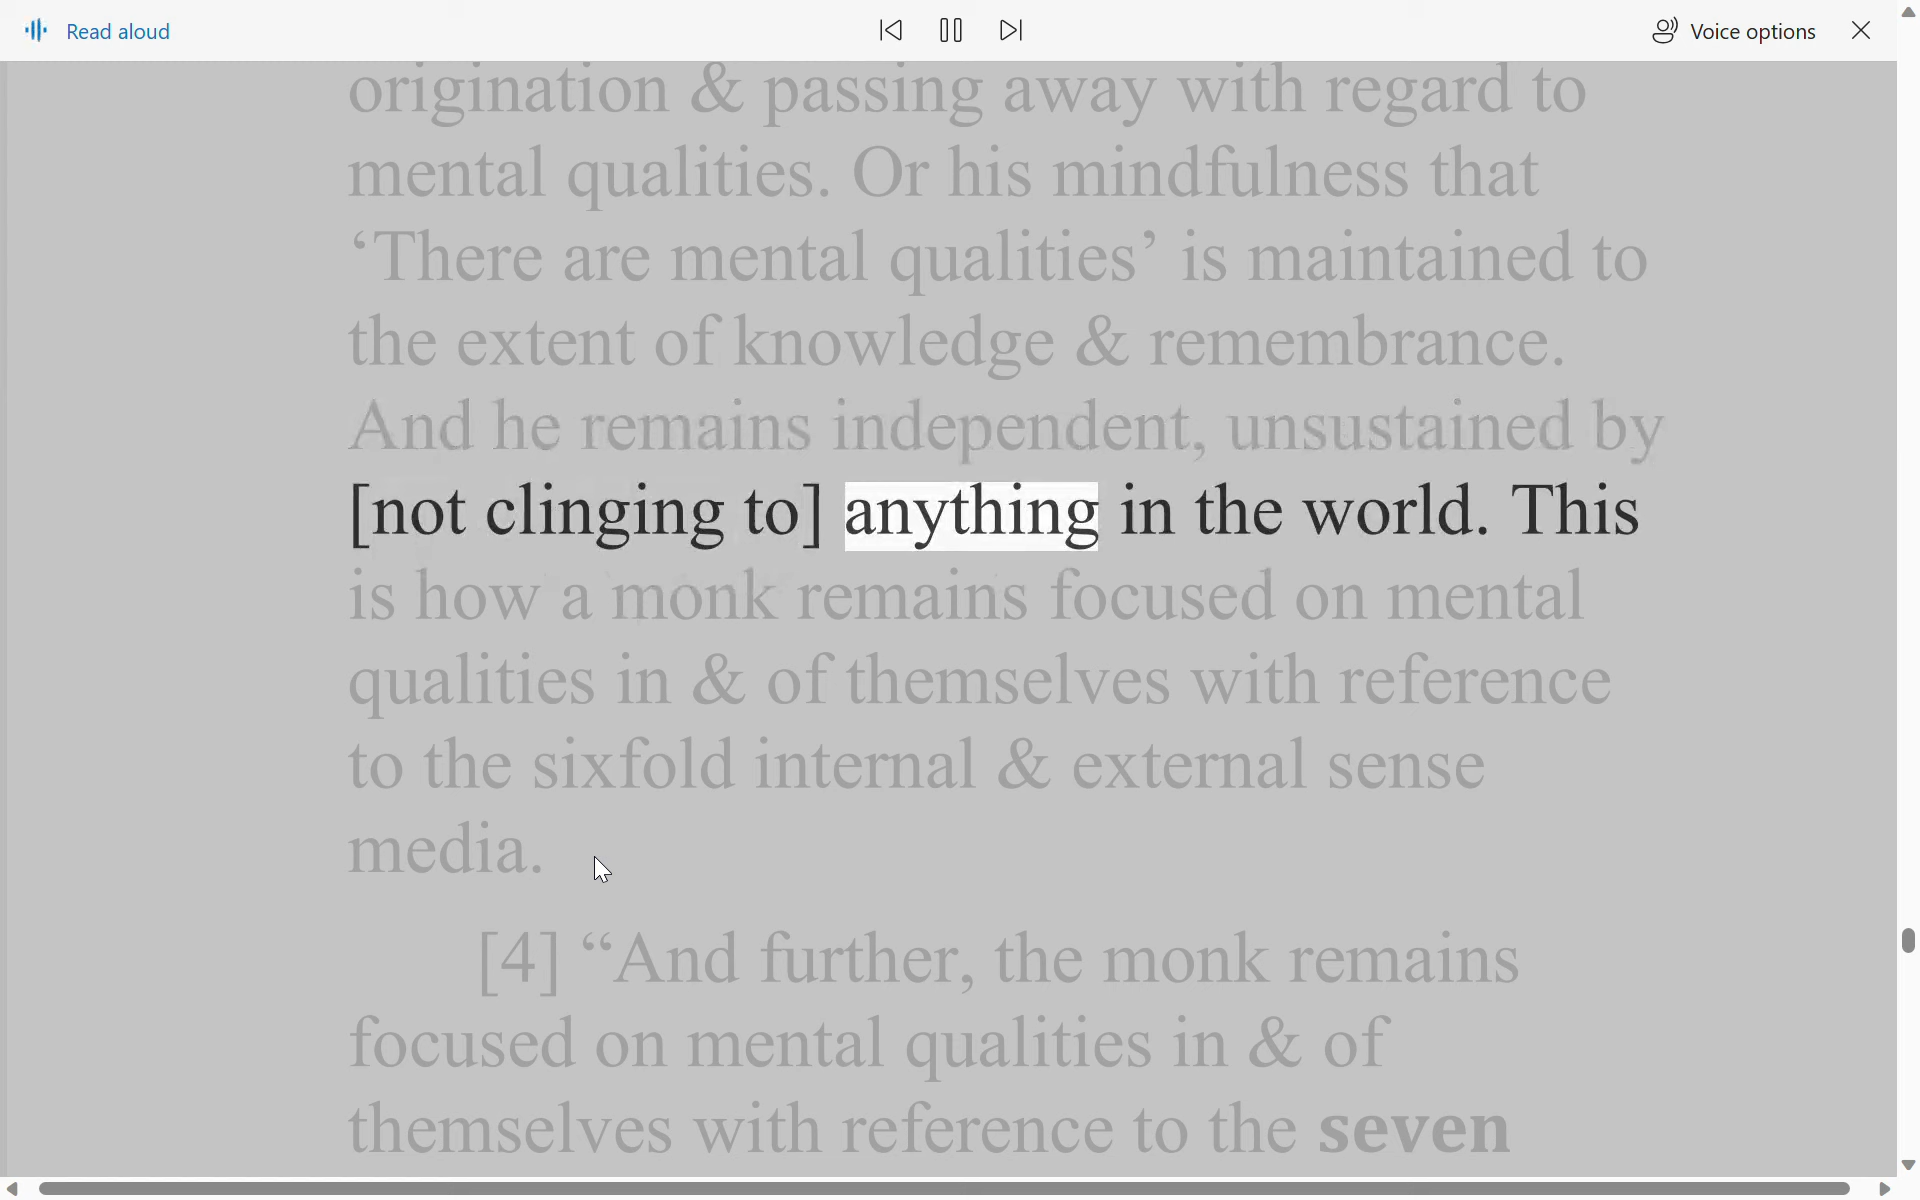 Read aloud
Voice options
origination & passing away with regard to
mental qualities. Or his mindfulness that
‘There are mental qualities’ is maintained to
the extent of knowledge & remembrance.
And he remains independent, unsustained by
[not clinging to] anything in the world. This
is how a monk remains focused on mental
qualities in & of themselves with reference
to the sixfold internal & external sense
media.
[4] “And further, the monk remains
focused on mental qualities in & of
themselves with reference to the seven